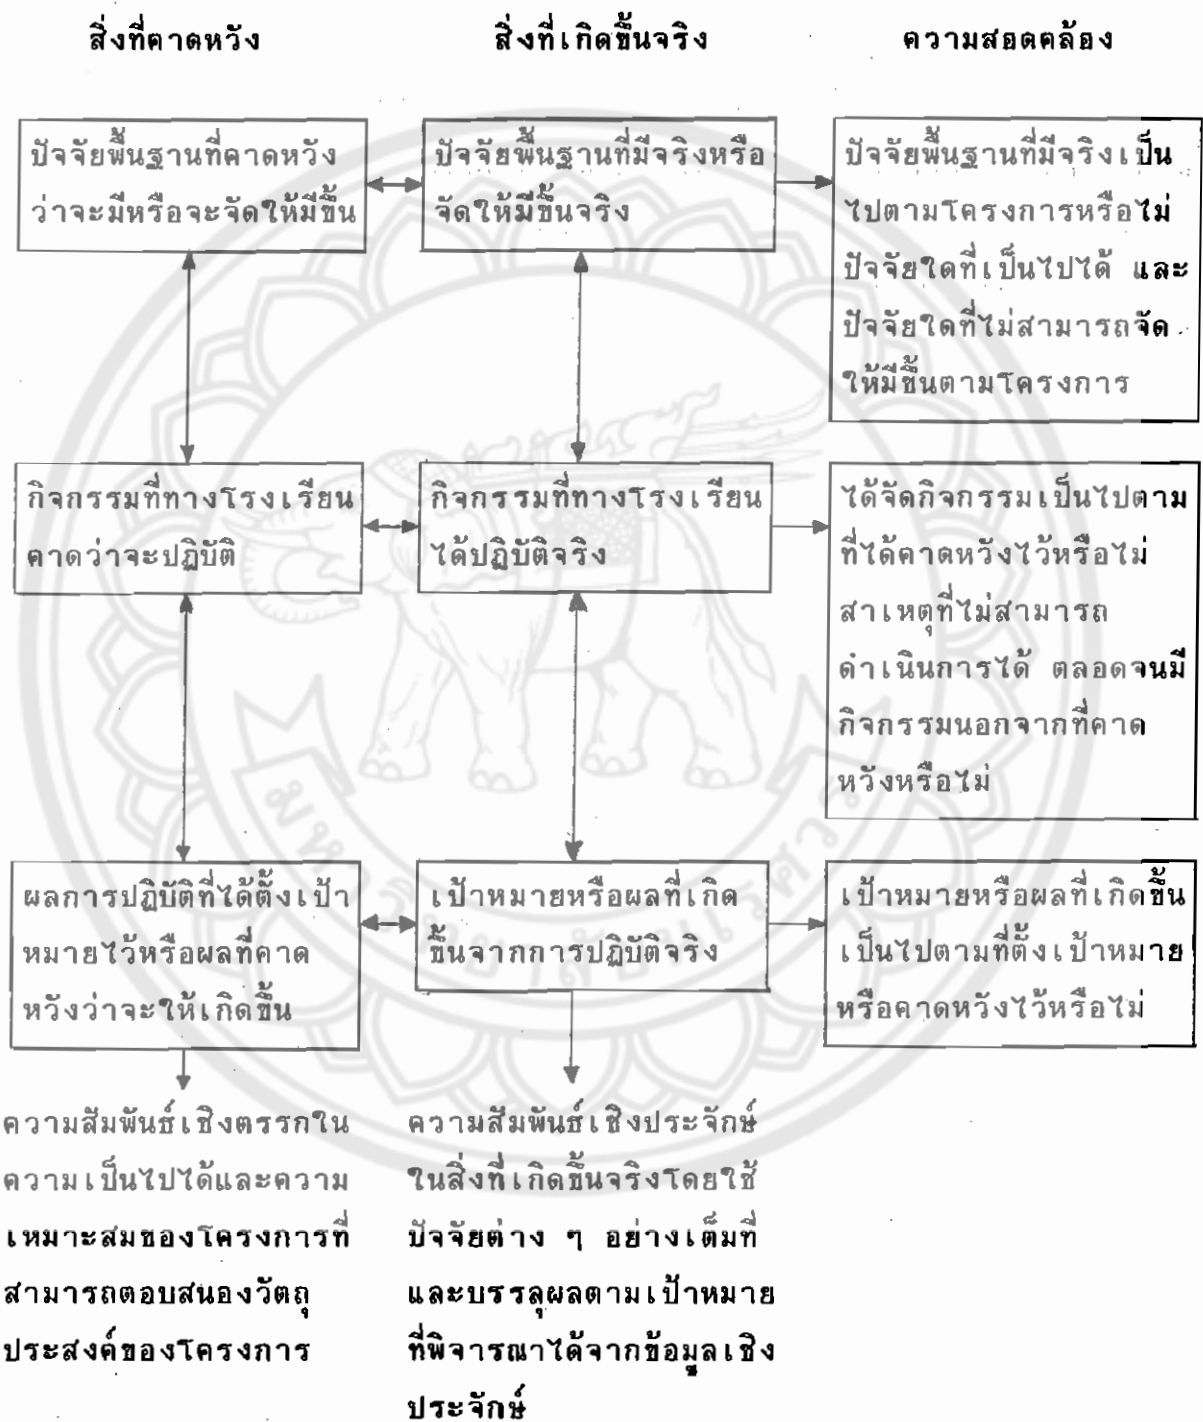 สิ่งที่คาดหวัง
สิ่งที่เกิดขึ้นจริง
ความสอดคล้อง
ปัจจัยพื้นฐานที่คาดหวัง
ว่าจะมีหรือจะจัดให้มีขึ้น
ปัจจัยพื้นฐานที่มีจริงหรือ
จัดให้มีขึ้นจริง
ปัจจัยพื้นฐานที่มีจริงเป็น
ไปตามโครงการหรือไม่
ปัจจัยใดที่เป็นไปได้ และ
ปัจจัยใดที่ไม่สามารถจัด
ให้มีขึ้นตามโครงการ
กิจกรรมที่ทางโรงเรียน
คาดว่าจะปฏิบัติ
กิจกรรมที่ทางโรงเรียน
ได้ปฏิบัติจริง
ได้จัดกิจกรรมเป็นไปตาม
ที่ได้คาดหวังไว้หรือไม่
สาเหตุที่ไม่สามารถ
ดำเนินการได้ ตลอดจนมี
กิจกรรมนอกจากที่คาด
หวังหรือไม่
ผลการปฏิบัติที่ได้ตั้งเป้า
หมายไว้หรือผลที่คาด
หวังว่าจะให้เกิดขึ้น
เป้าหมายหรือผลที่เกิด
ขึ้นจากการปฏิบัติจริง
เป้าหมายหรือผลที่เกิดขึ้น
เป็นไปตามที่ตั้งเป้าหมาย
หรือคาดหวังไว้หรือไม่
ความสัมพันธ์เชิงตรรกใน
ความเป็นไปได้และความ
เหมาะสมของโครงการที่
สามารถตอบสนองวัตถุ
ประสงค์ของโครงการ
ความสัมพันธ์เชิงประจักษ์
ในสิ่งที่เกิดขึ้นจริงโดยใช้
ปัจจัยต่าง ๆ อย่างเต็มที่
และบรรลุผลตามเป้าหมาย
ที่พิจารณาได้จากข้อมูลเชิง
ประจักษ์
มหาวิทยาลัยนเรศวร